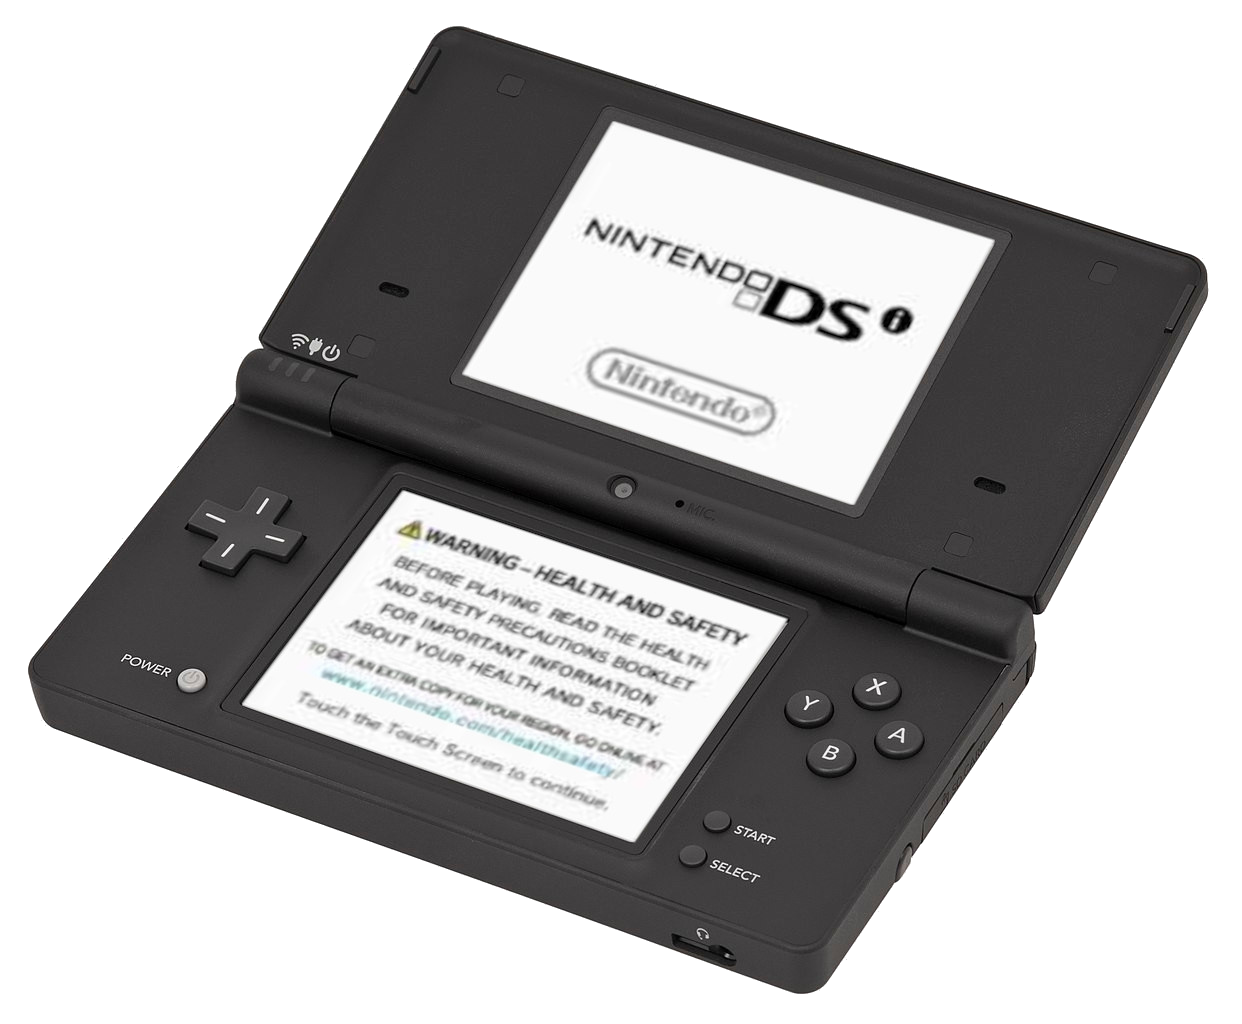 NINTENDO DS i
Nintendo®
MIC.
⚠ WARNING - HEALTH AND SAFETY
BEFORE PLAYING, READ THE HEALTH
AND SAFETY PRECAUTIONS BOOKLET
FOR IMPORTANT INFORMATION
ABOUT YOUR HEALTH AND SAFETY.
TO GET AN EXTRA COPY FOR YOUR REGION, GO ONLINE AT
www.nintendo.com/healthsafety/
Touch the Touch Screen to continue.
POWER
X
Y
A
B
START
SELECT